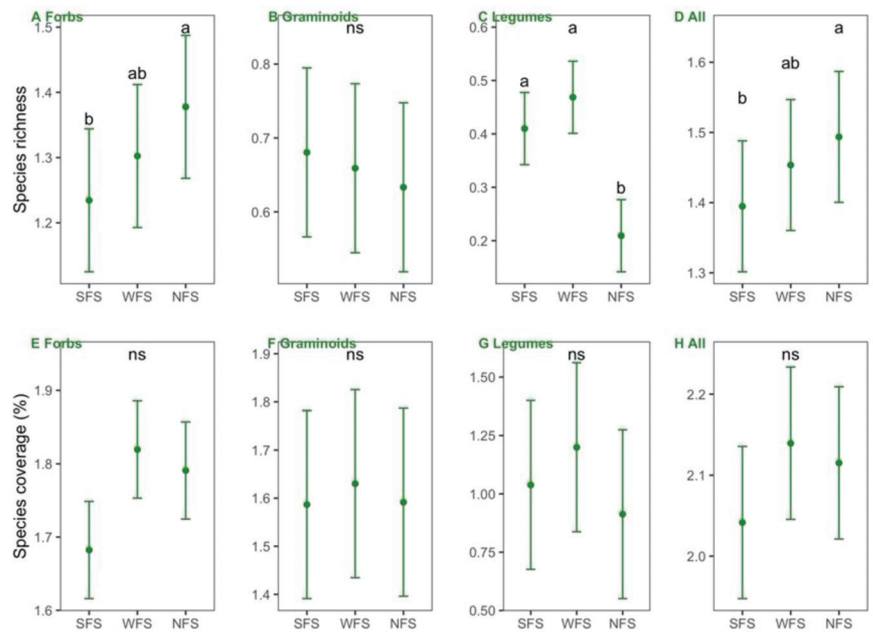 A Forbs
B Graminoids
C Legumes
D All
Species richness
1.5
1.4
1.3
1.2
b
ab
a
SFS WFS NFS
0.8
0.7
0.6
ns
SFS WFS NFS
0.6
0.5
0.4
0.3
0.2
a
a
b
SFS WFS NFS
1.6
1.5
1.4
1.3
b
ab
a
SFS WFS NFS
E Forbs
F Graminoids
G Legumes
H All
Species coverage (%)
1.9
1.8
1.7
1.6
ns
SFS WFS NFS
1.9
1.8
1.7
1.6
1.5
1.4
ns
SFS WFS NFS
1.50
1.25
1.00
0.75
0.50
ns
SFS WFS NFS
2.2
2.1
2.0
ns
SFS WFS NFS